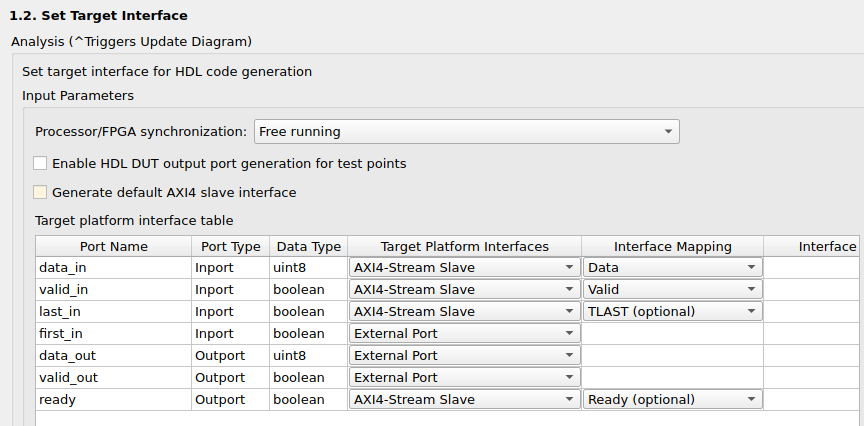 1.2. Set Target Interface
Analysis (^Triggers Update Diagram)
Set target interface for HDL code generation
Input Parameters
Processor/FPGA synchronization: Free running
Enable HDL DUT output port generation for test points
Generate default AXI4 slave interface
Target platform interface table
Port Name Port Type Data Type Target Platform Interfaces Interface Mapping Interface
data_in Inport uint8 AXI4-Stream Slave Data
valid_in Inport boolean AXI4-Stream Slave Valid
last_in Inport boolean AXI4-Stream Slave TLAST (optional)
first_in Inport boolean External Port
data_out Outport uint8 External Port
valid_out Outport boolean External Port
ready Outport boolean AXI4-Stream Slave Ready (optional)